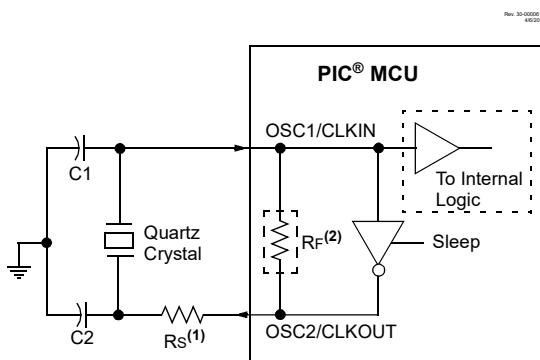 Rev. 30-00006
4/6/20
PIC® MCU
OSC1/CLKIN
C1
To Internal
Logic
Quartz
Crystal
RF(2)
Sleep
C2
RS(1)
OSC2/CLKOUT